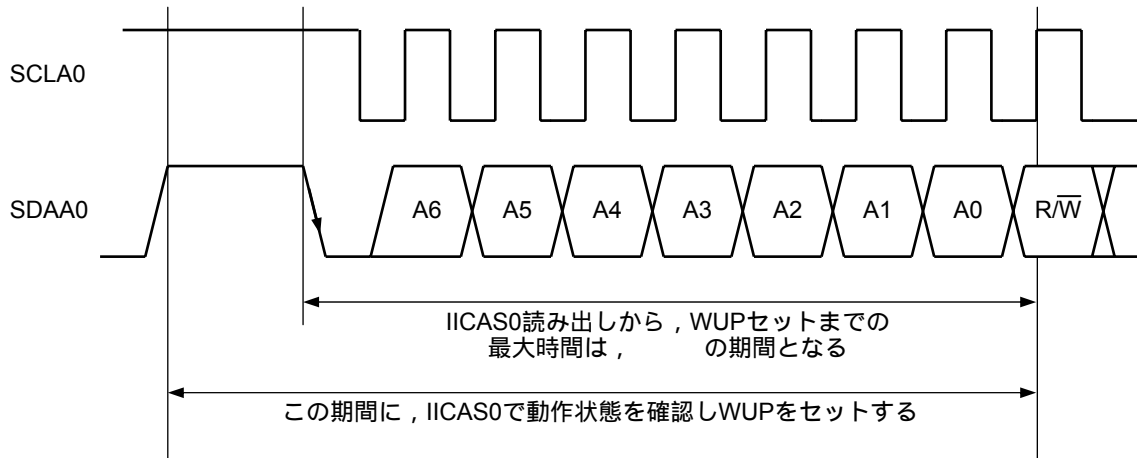 SCLA0
SDAA0
A6 A5 A4 A3 A2 A1 A0 R/W̅
IICAS0読み出しから，WUPセットまでの
最大時間は， の期間となる
この期間に，IICAS0で動作状態を確認しWUPをセットする